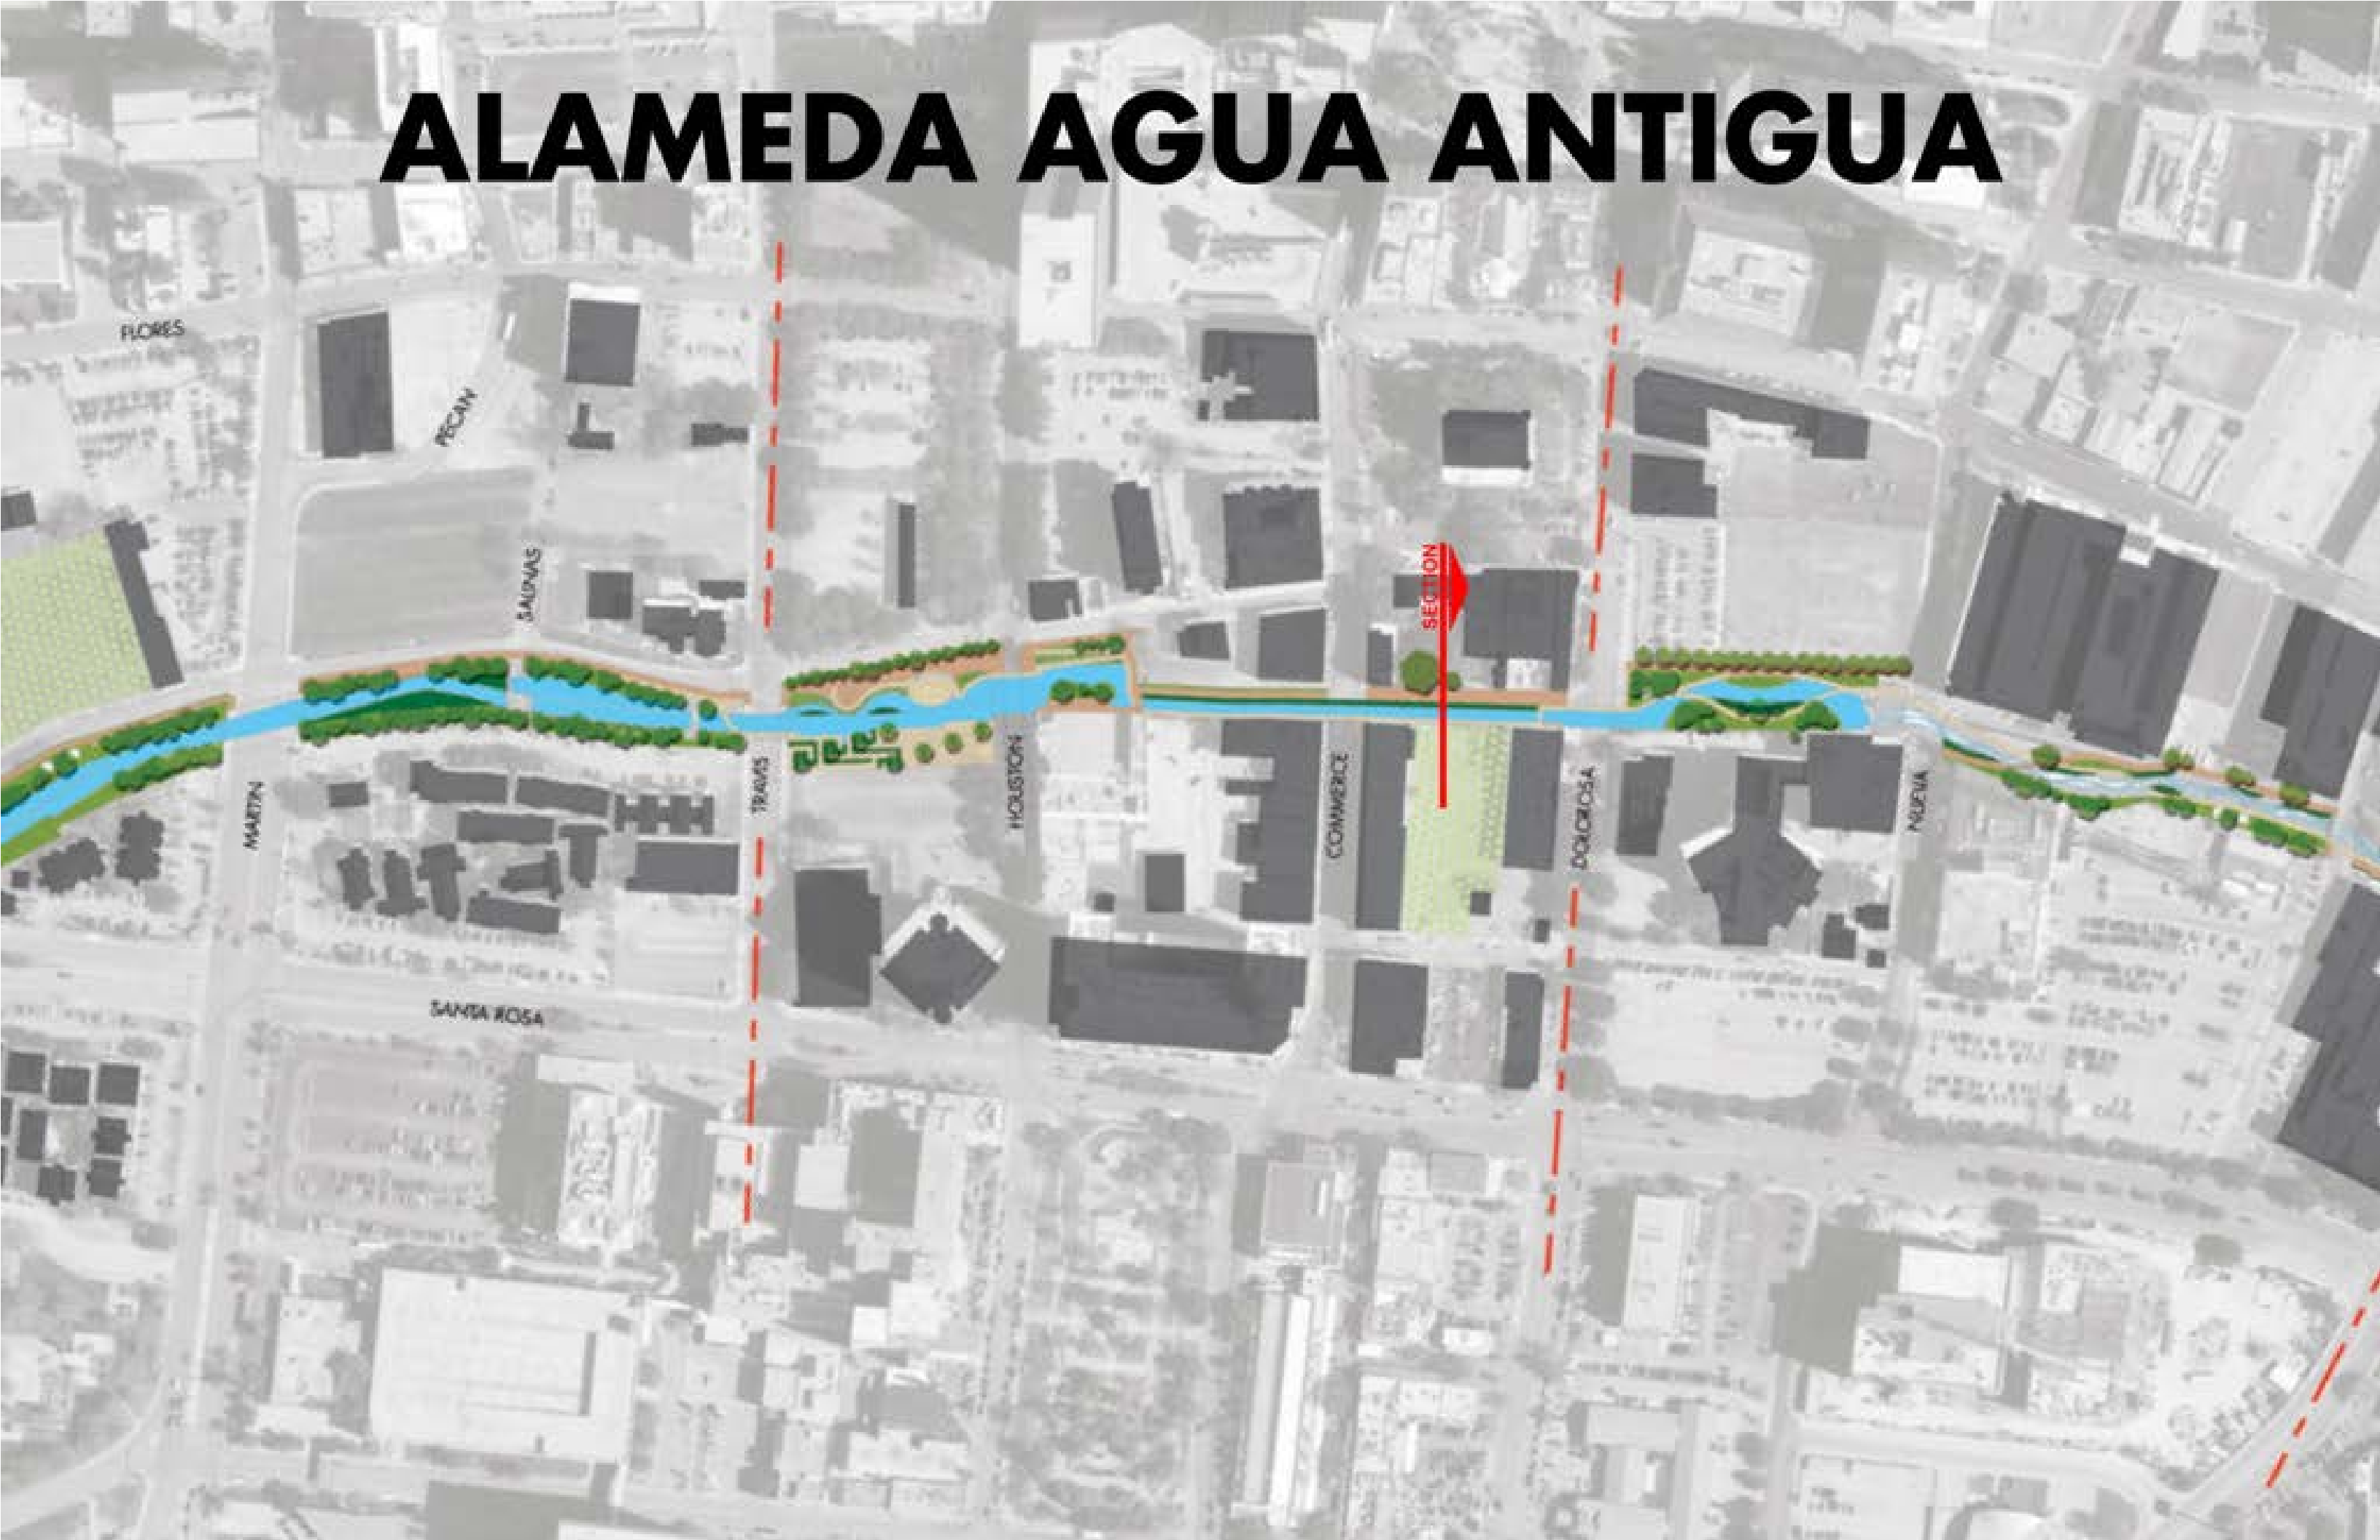 ALAMEDA AGUA ANTIGUA
FLORES
PECAN
SALINAS
SECTION
MARTIN
TRAVIS
HOUSTON
COMMERCE
DOLOROSA
NUEVA
SANTA ROSA